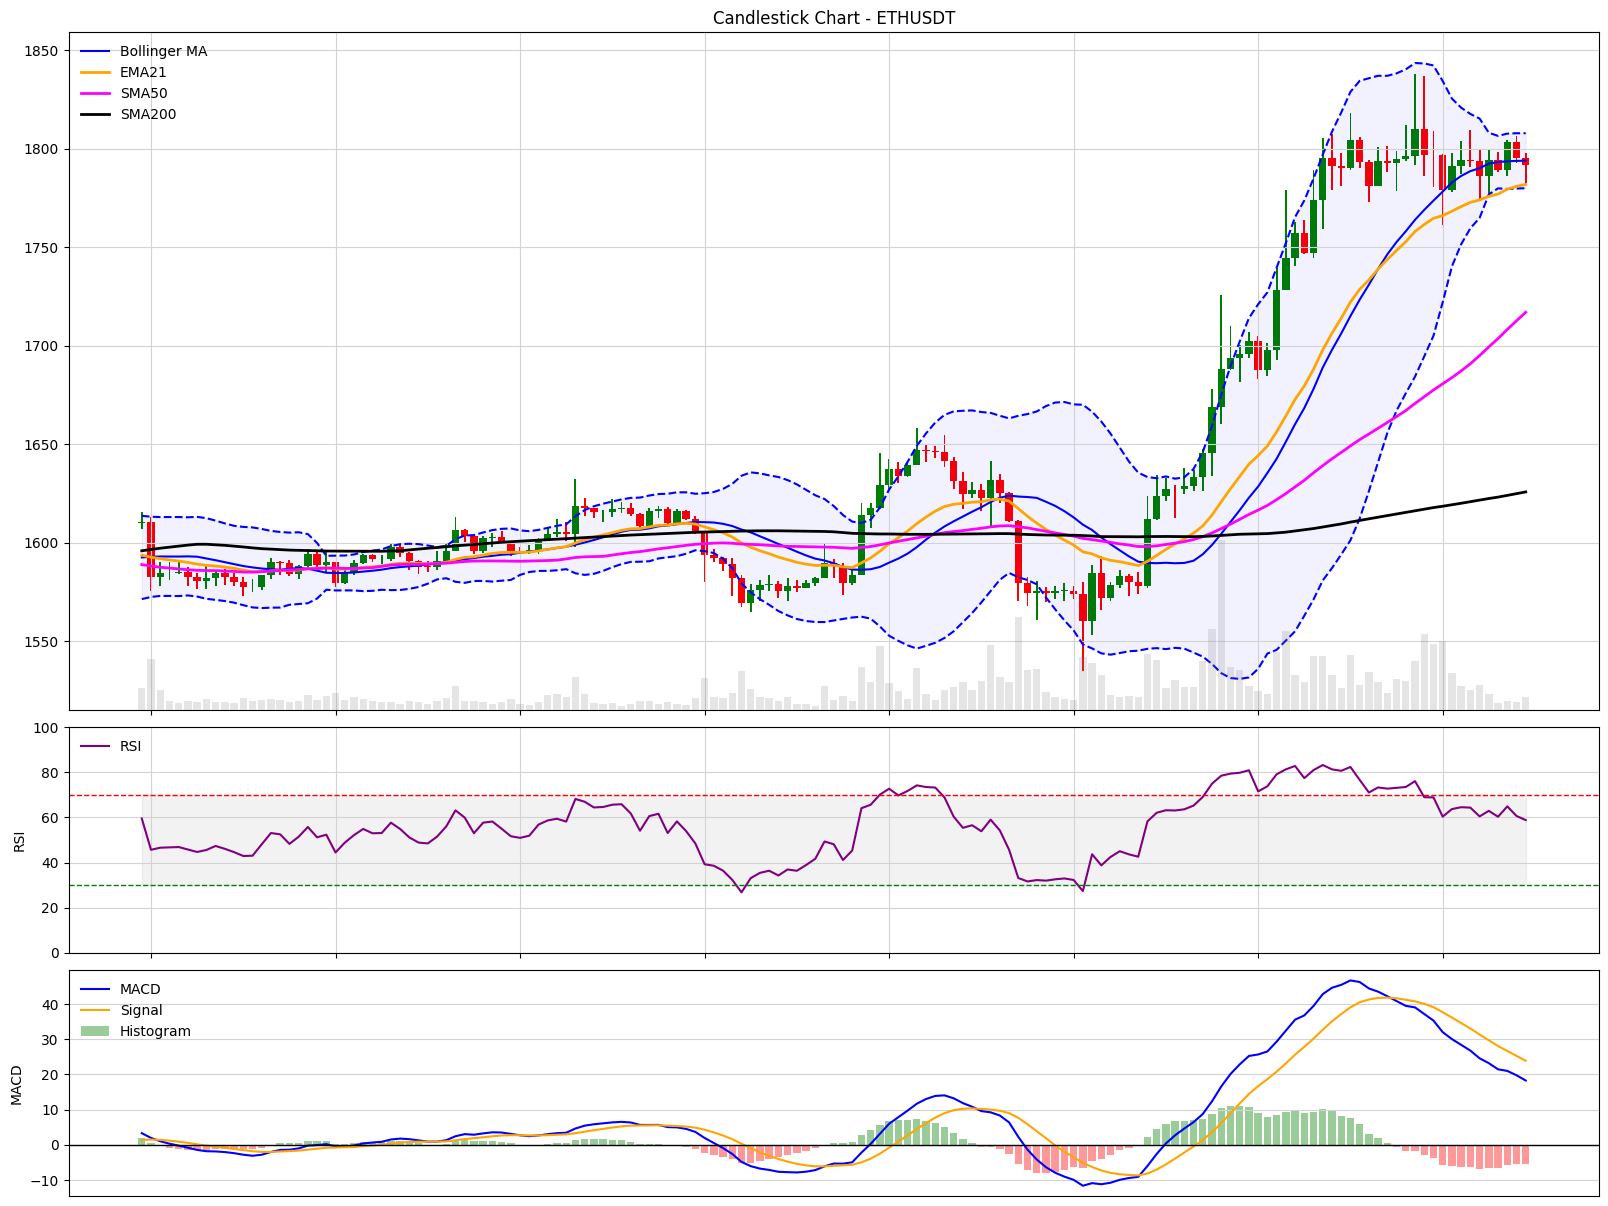 Candlestick Chart - ETHUSDT
Bollinger MA
EMA21
SMA50
SMA200
1850
1800
1750
1700
1650
1600
1550
RSI
100
80
60
40
20
0
RSI
MACD
Signal
Histogram
40
30
20
10
0
−10
MACD